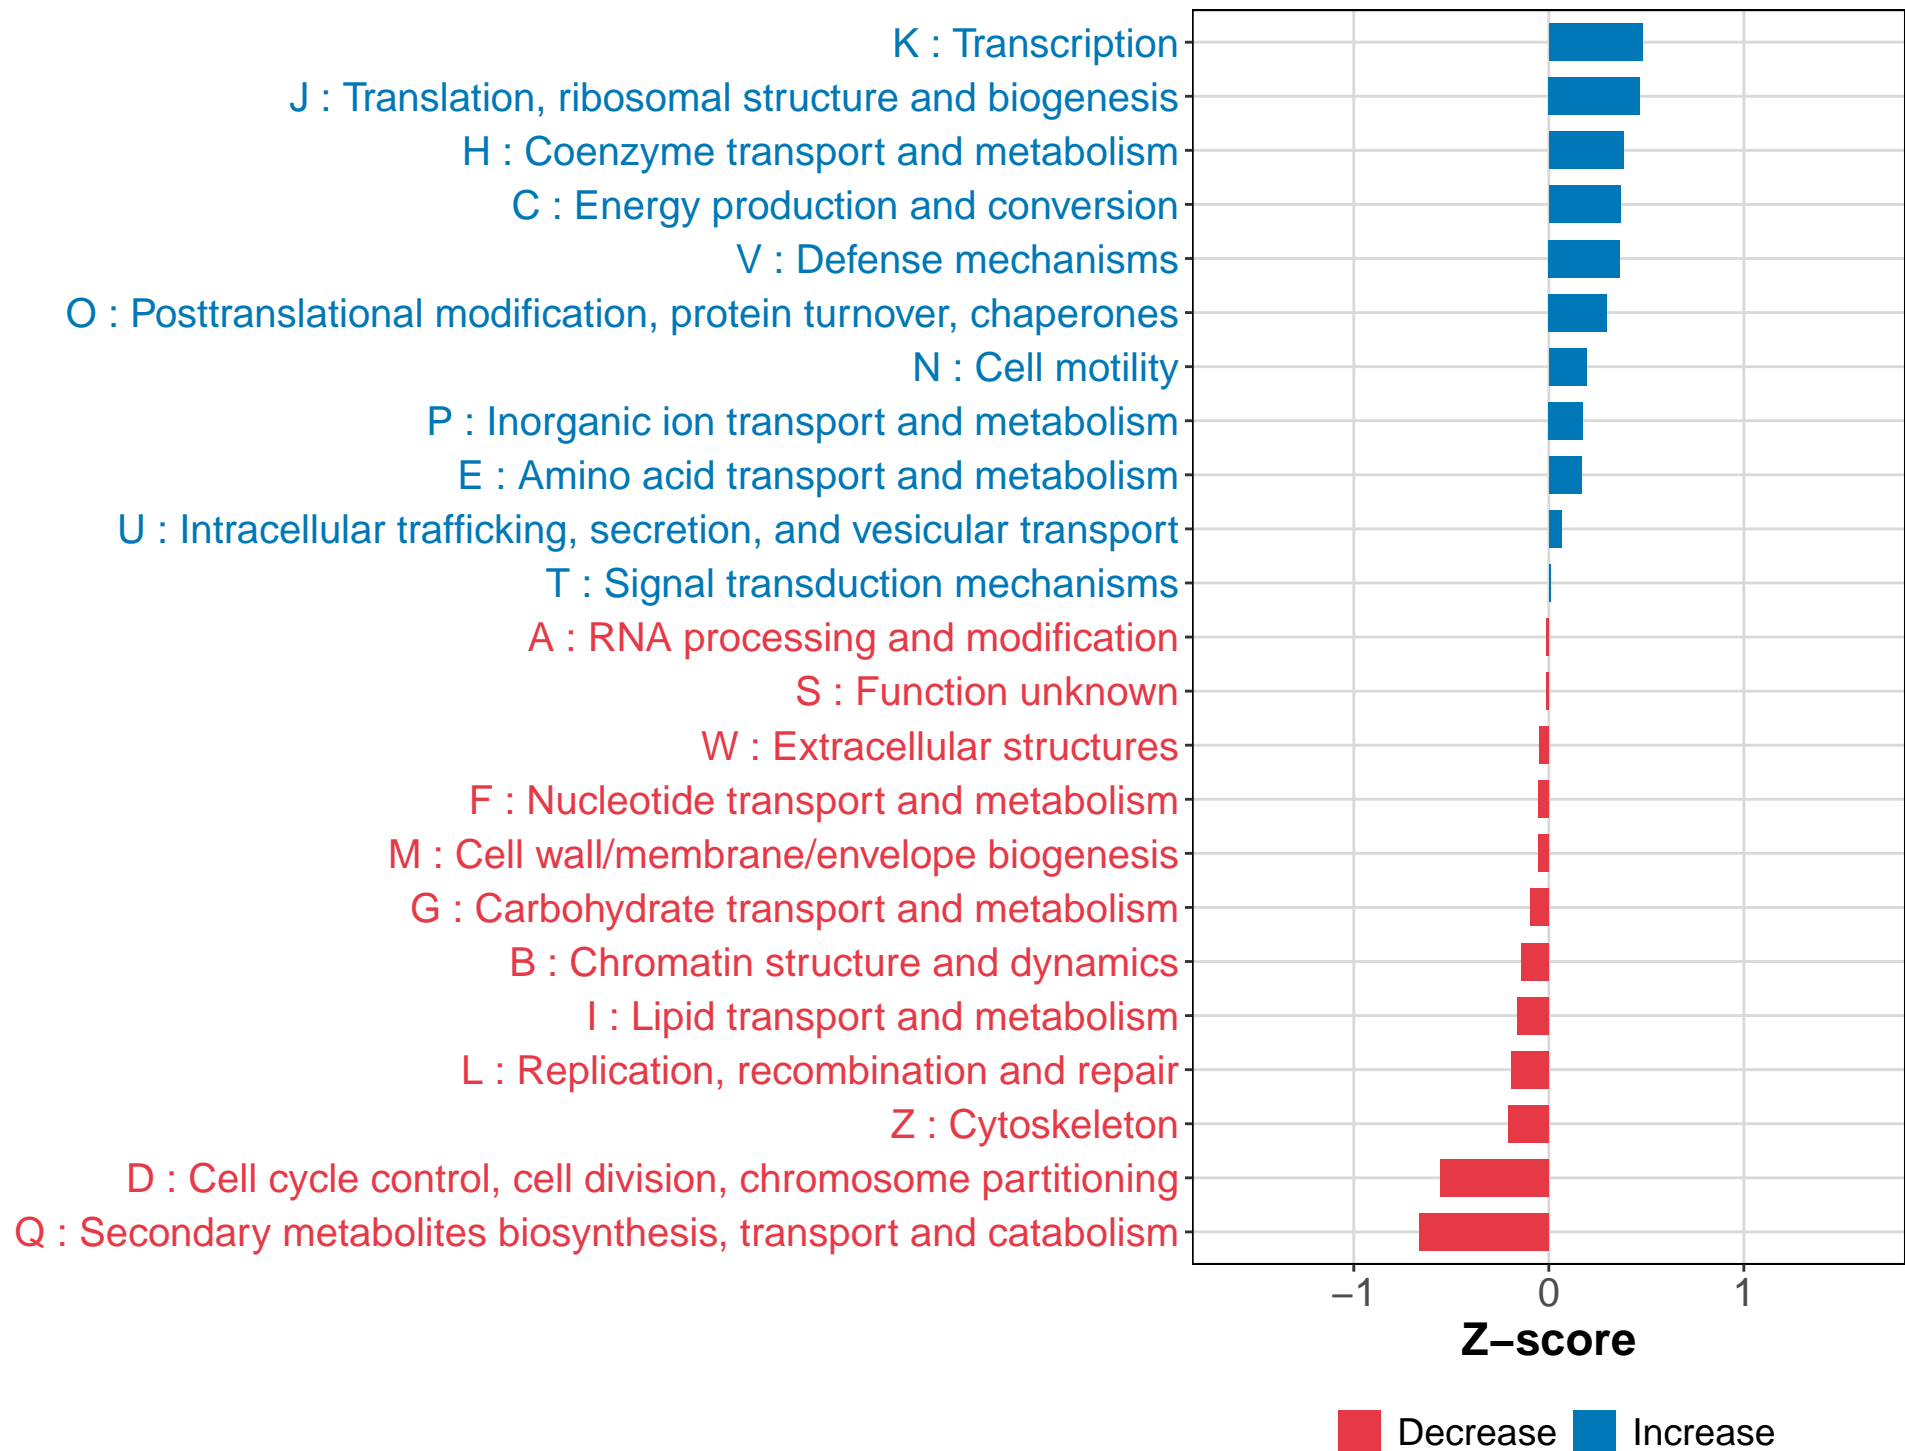 K : Transcription
J : Translation, ribosomal structure and biogenesis
H : Coenzyme transport and metabolism
C : Energy production and conversion
V : Defense mechanisms
O : Posttranslational modification, protein turnover, chaperones
N : Cell motility
P : Inorganic ion transport and metabolism
E : Amino acid transport and metabolism
U : Intracellular trafficking, secretion, and vesicular transport
T : Signal transduction mechanisms
A : RNA processing and modification
S : Function unknown
W : Extracellular structures
F : Nucleotide transport and metabolism
M : Cell wall/membrane/envelope biogenesis
G : Carbohydrate transport and metabolism
B : Chromatin structure and dynamics
I : Lipid transport and metabolism
L : Replication, recombination and repair
Z : Cytoskeleton
D : Cell cycle control, cell division, chromosome partitioning
Q : Secondary metabolites biosynthesis, transport and catabolism
−1 0 1
Z−score
Decrease Increase